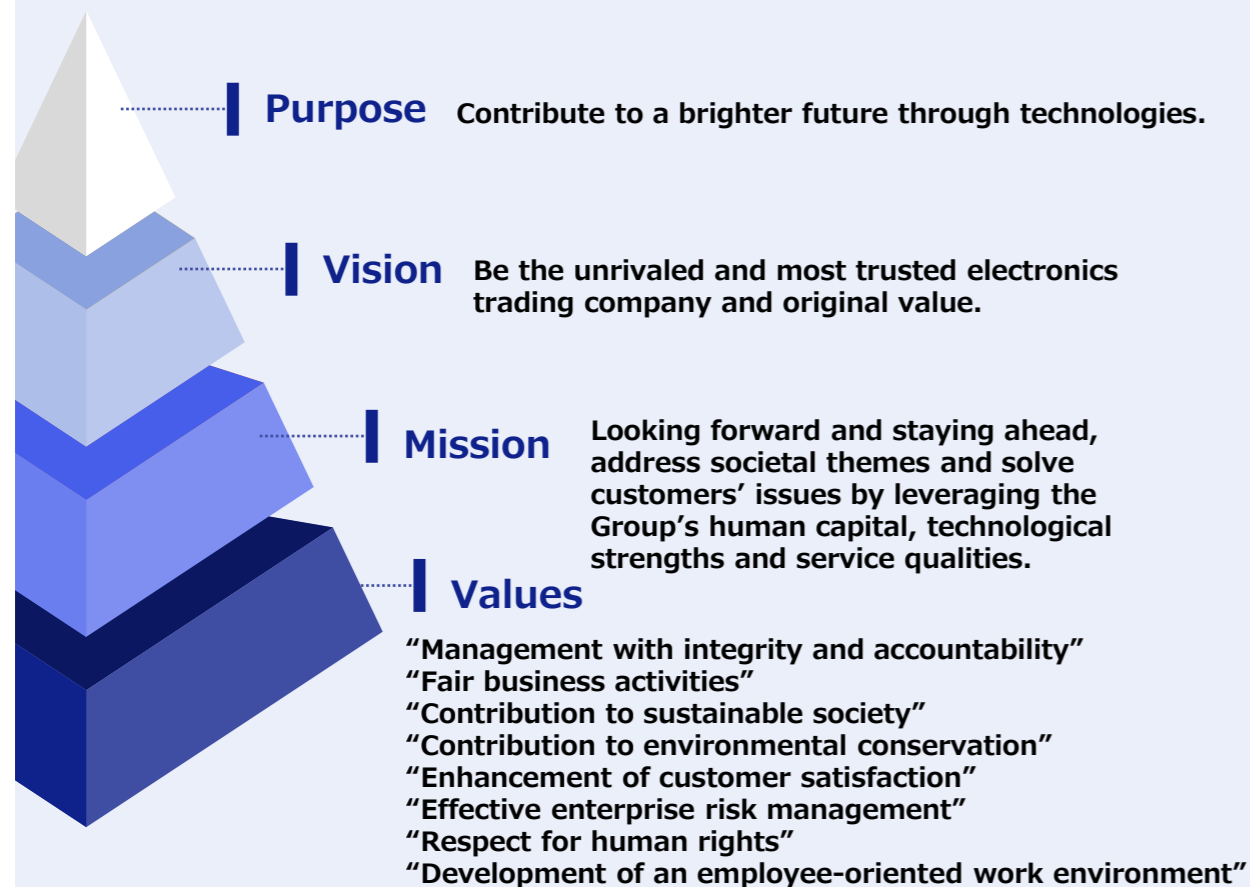 Purpose Contribute to a brighter future through technologies.
Vision Be the unrivaled and most trusted electronics
trading company and original value.
Mission Looking forward and staying ahead,
address societal themes and solve
customers’ issues by leveraging the
Group’s human capital, technological
strengths and service qualities.
Values
“Management with integrity and accountability”
“Fair business activities”
“Contribution to sustainable society”
“Contribution to environmental conservation”
“Enhancement of customer satisfaction”
“Effective enterprise risk management”
“Respect for human rights”
“Development of an employee-oriented work environment”